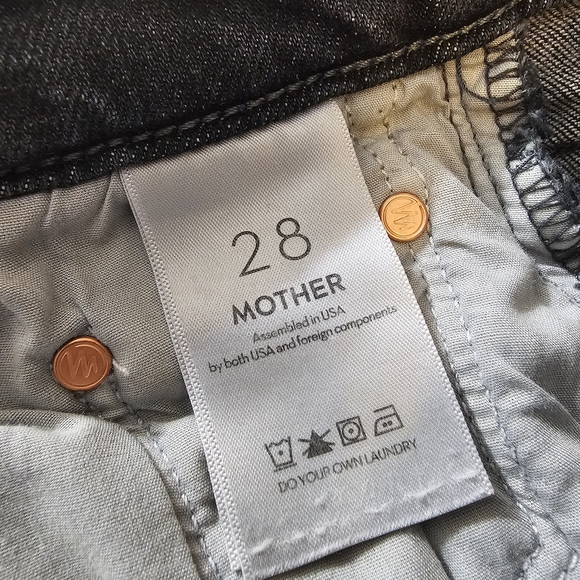 28
MOTHER
Assembled in USA
by both USA and foreign components
DO YOUR OWN LAUNDRY